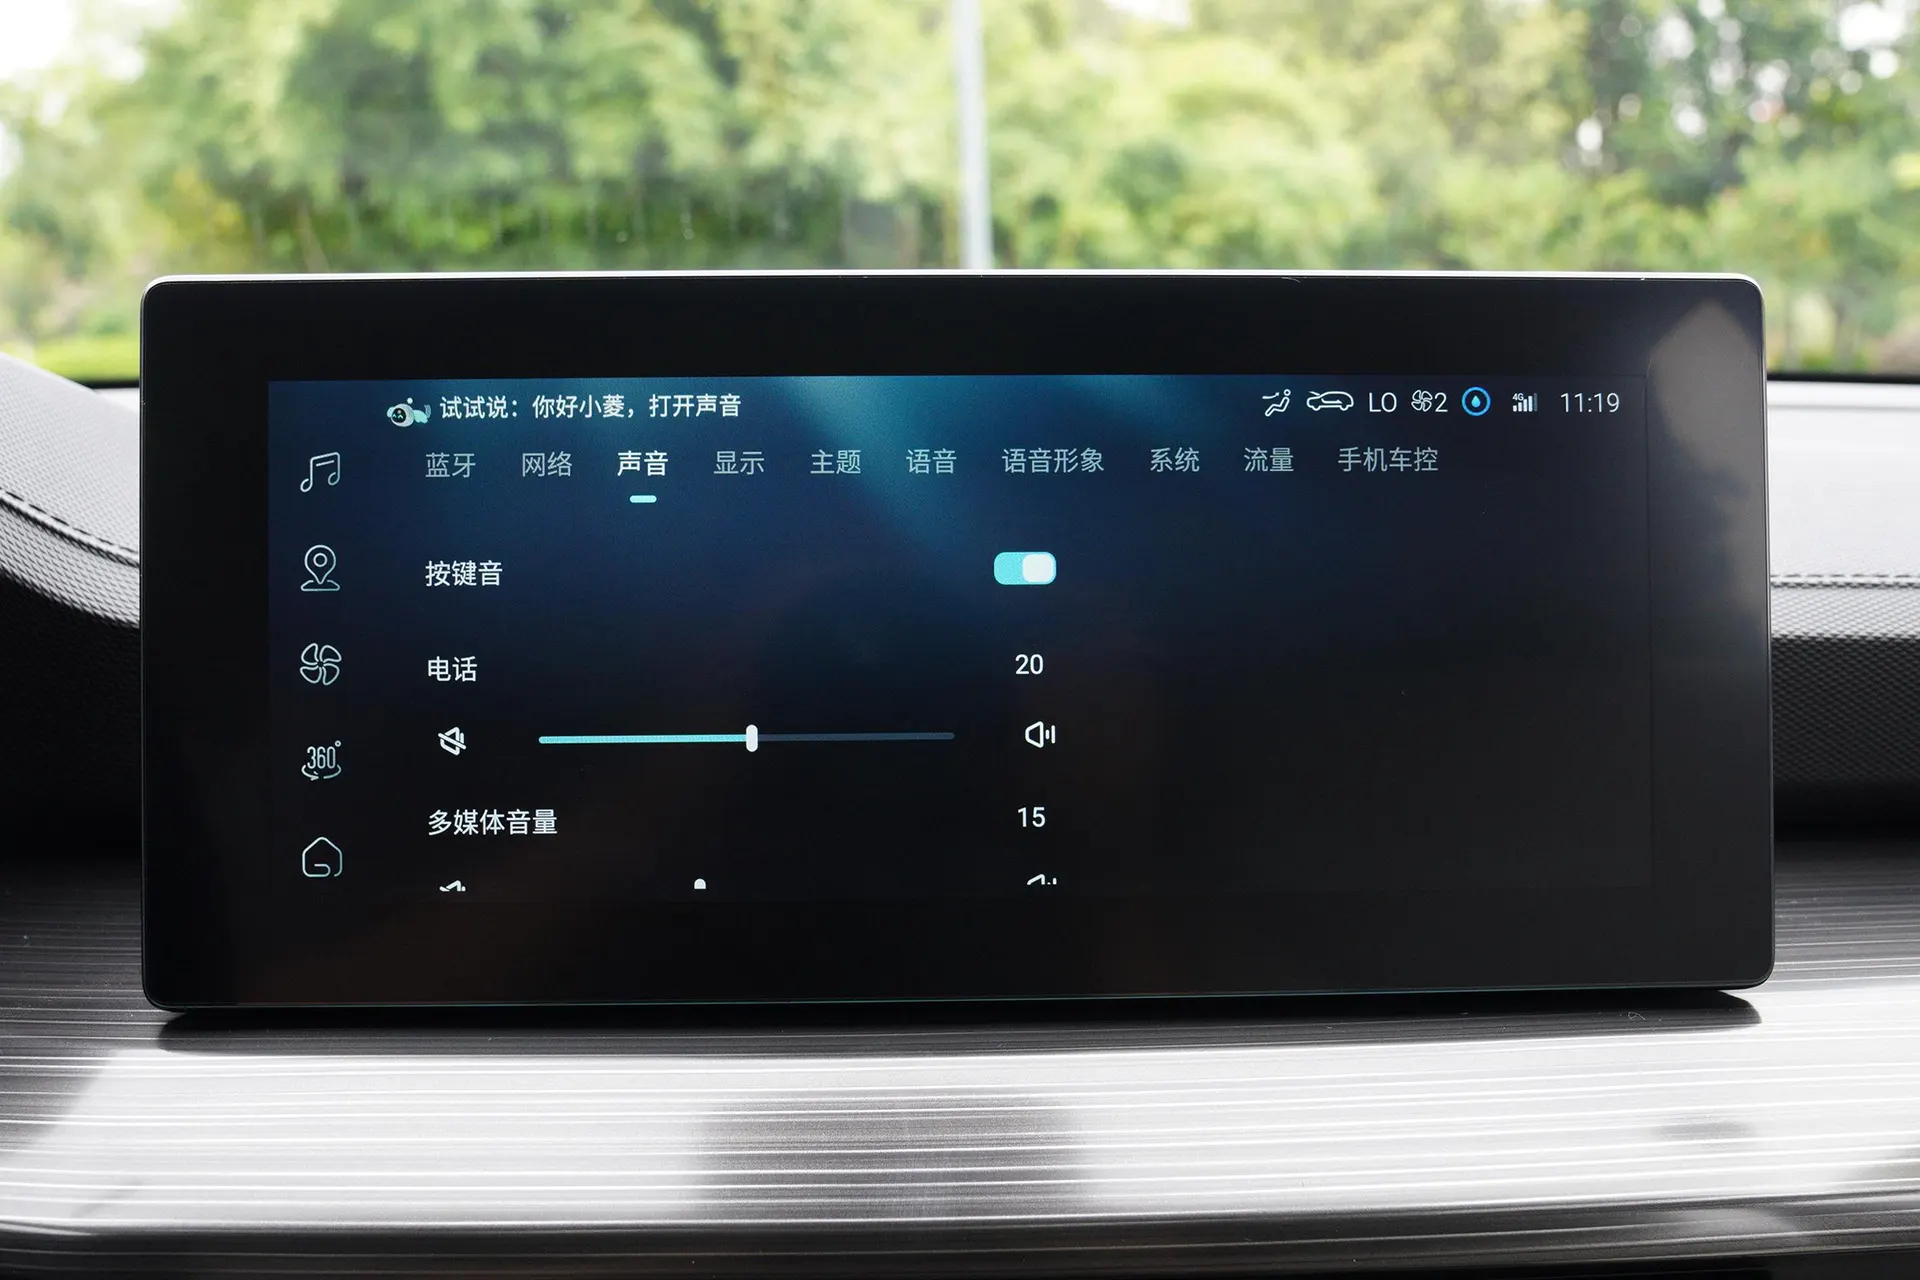 试试说：你好小菱，打开声音
LO 2 4G 11:19
蓝牙 网络 声音 显示 主题 语音 语音形象 系统 流量 手机车控
按键音
电话 20
360°
多媒体音量 15